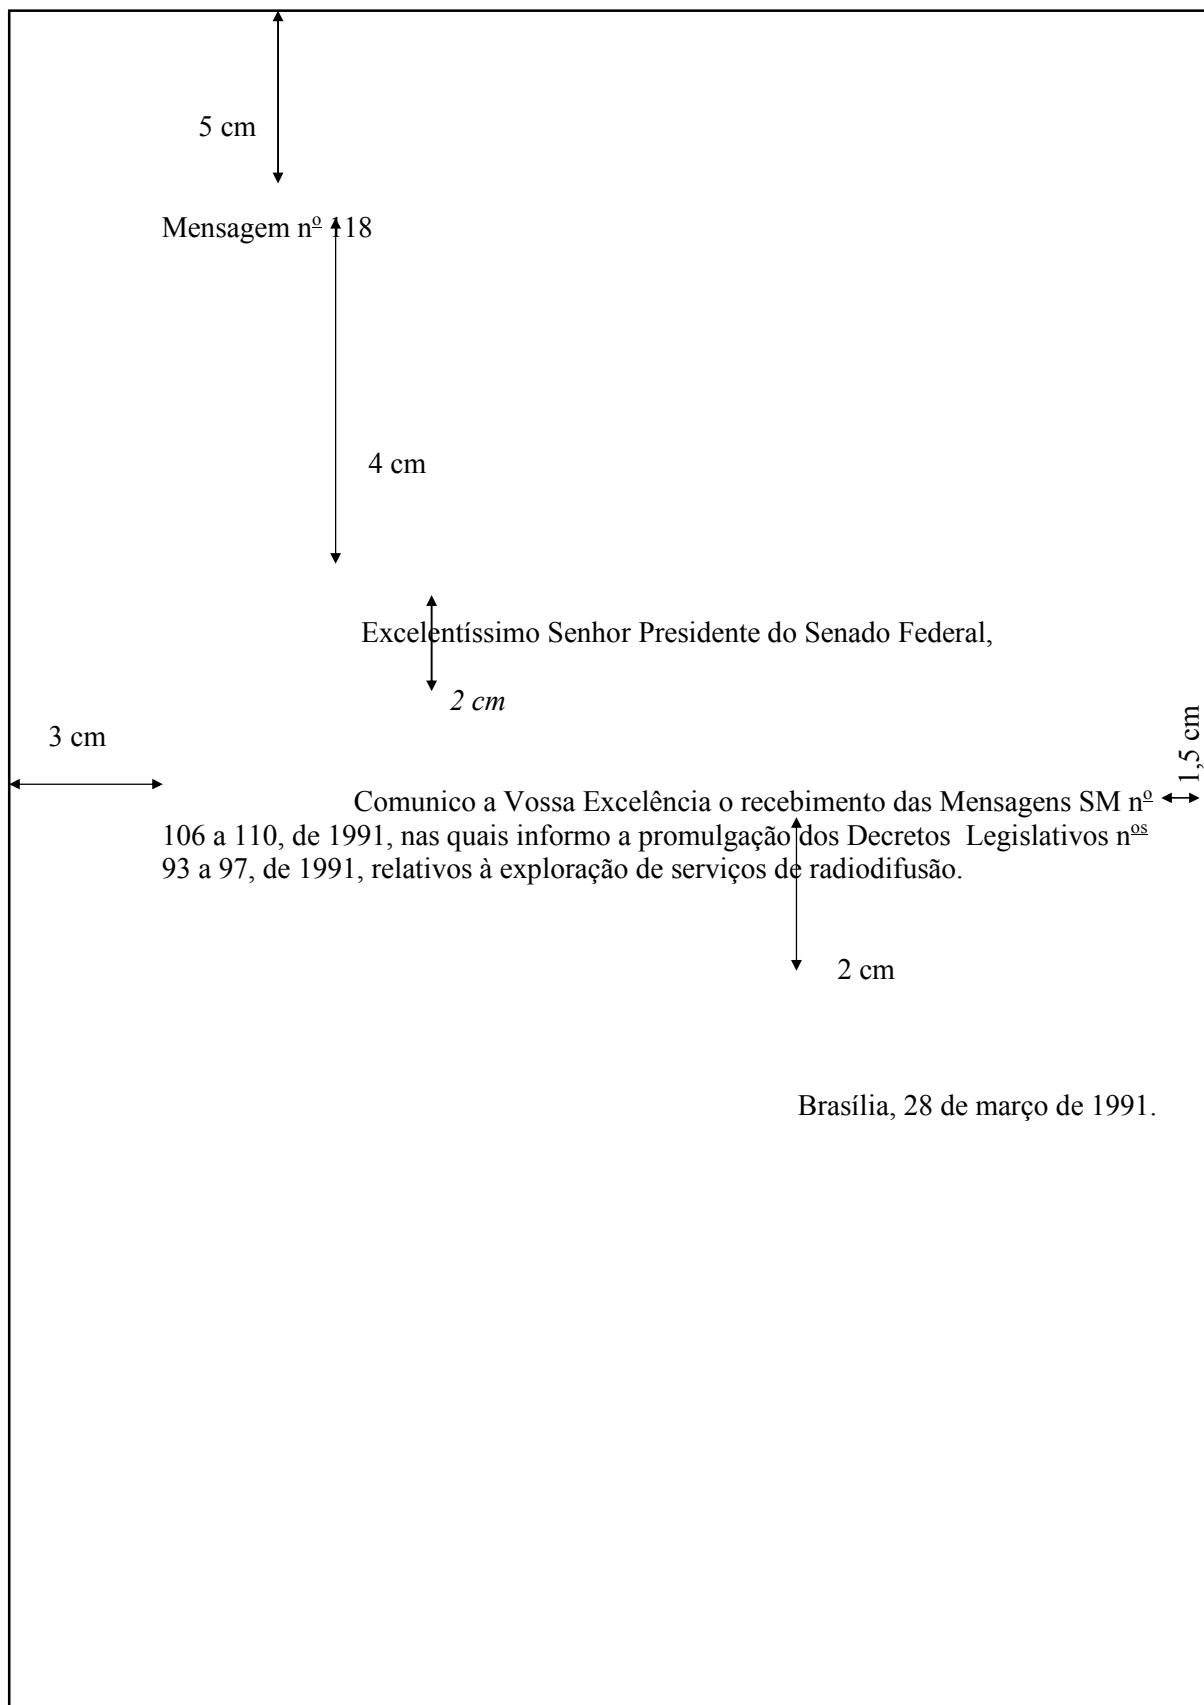 5 cm
Mensagem nº 118
4 cm
Excelentíssimo Senhor Presidente do Senado Federal,
2 cm
3 cm
1,5 cm
Comunico a Vossa Excelência o recebimento das Mensagens SM nº
106 a 110, de 1991, nas quais informo a promulgação dos Decretos  Legislativos nºs
93 a 97, de 1991, relativos à exploração de serviços de radiodifusão.
2 cm
Brasília, 28 de março de 1991.